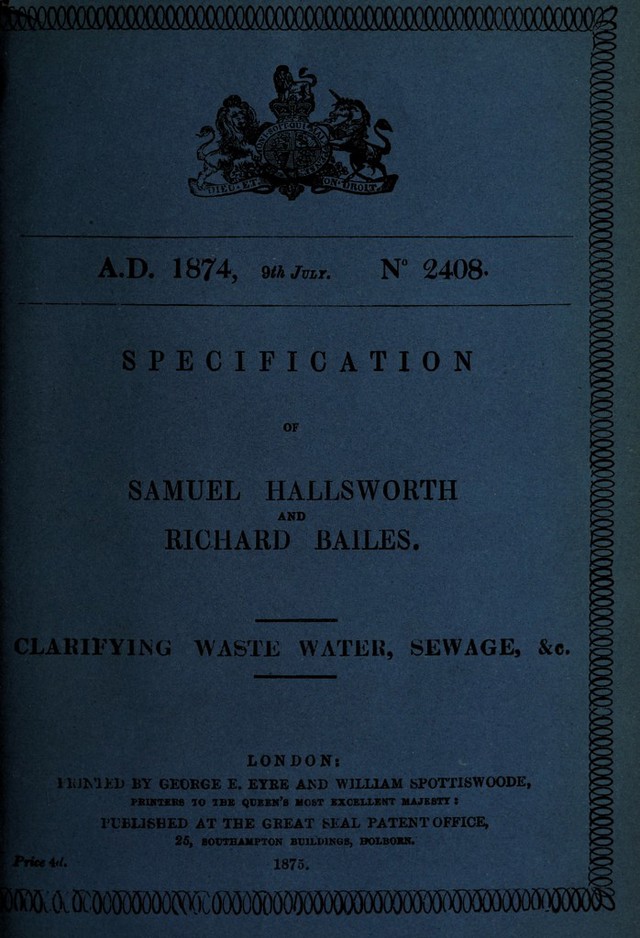 DIEU ET MON DROIT.
A.D. 1874, 9th JULY. No 2408.
SPECIFICATION
OF
SAMUEL HALLSWORTH
AND
RICHARD BAILES.
CLARIFYING WASTE WATER, SEWAGE, &c.
LONDON:
PRINTED BY GEORGE E. EYRE AND WILLIAM SPOTTISWOODE,
PRINTERS TO THE QUEEN'S MOST EXCELLENT MAJESTY:
PUBLISHED AT THE GREAT SEAL PATENT OFFICE,
25, SOUTHAMPTON BUILDINGS, HOLBORN.
Price 4d.
1875.